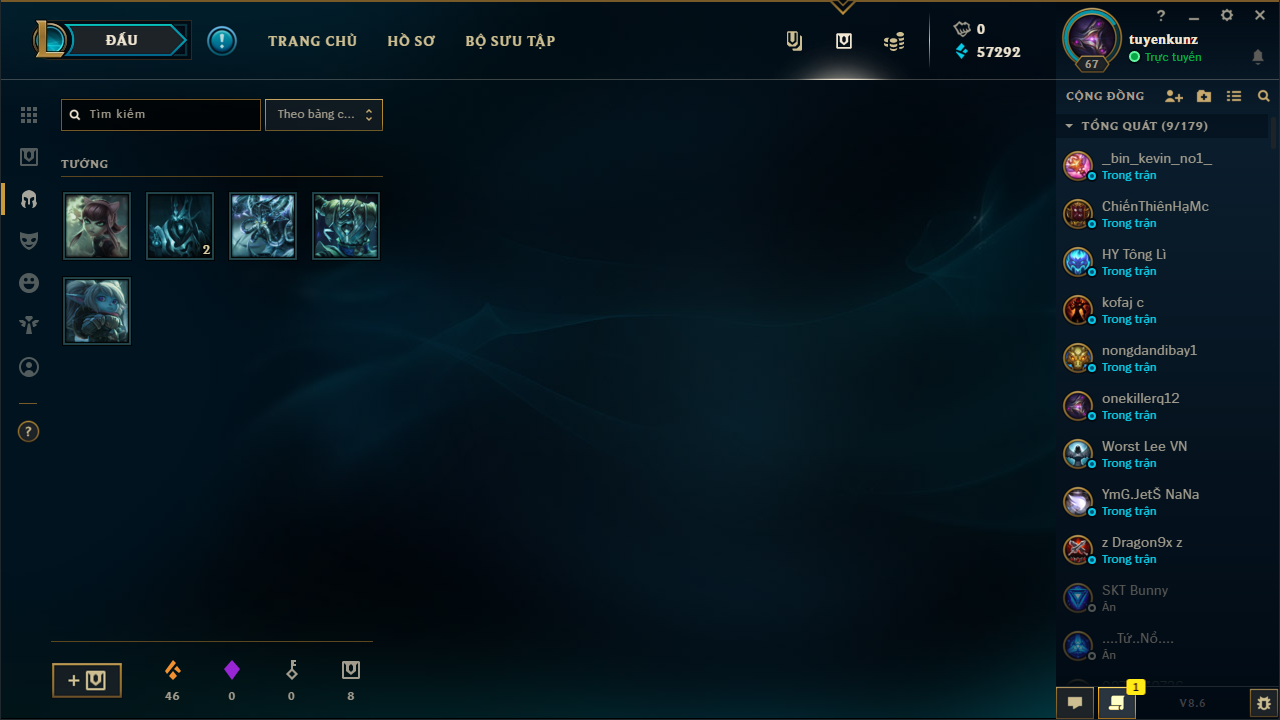 ĐẤU
TRANG CHỦ
HỒ SƠ
BỘ SƯU TẬP
0
57292
67
tuyenkunz
Trực tuyến
Tìm kiếm
Theo bảng c...
TƯỚNG
2
46
0
0
8
CỘNG ĐỒNG
TỔNG QUÁT (9/179)
_bin_kevin_no1_
Trong trận
ChiếnThiênHạMc
Trong trận
HY Tông Lì
Trong trận
kofaj c
Trong trận
nongdandibay1
Trong trận
onekillerq12
Trong trận
Worst Lee VN
Trong trận
YmG.JetŠ NaNa
Trong trận
z Dragon9x z
Trong trận
SKT Bunny
Ẩn
....Tứ..Nổ....
Ẩn
1
V8.6